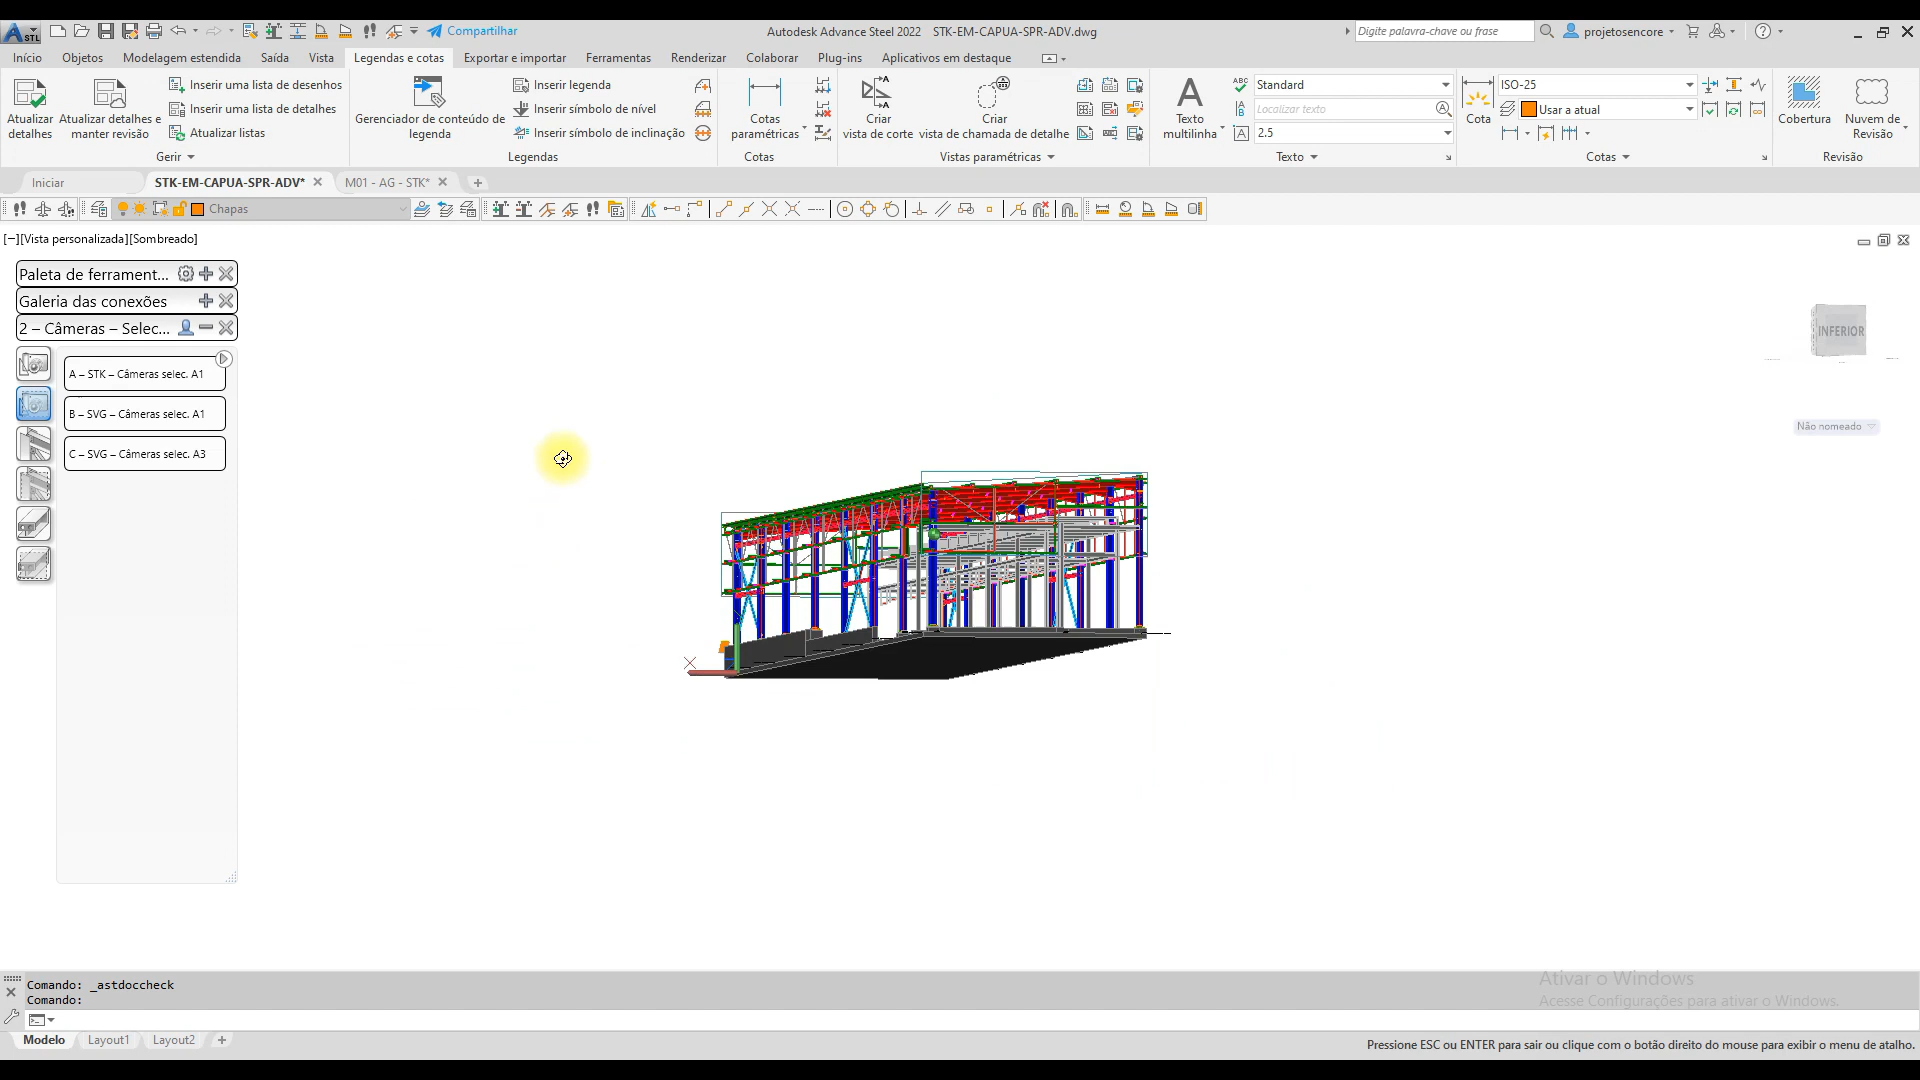 A STL
Compartilhar
Autodesk Advance Steel 2022 STK-EM-CAPUA-SPR-ADV.dwg
Digite palavra-chave ou frase
projetosencore
Início Objetos Modelagem estendida Saída Vista Legendas e cotas Exportar e importar Ferramentas Renderizar Colaborar Plug-ins Aplicativos em destaque
Atualizar detalhes
Atualizar detalhes e manter revisão
Inserir uma lista de desenhos
Inserir uma lista de detalhes
Atualizar listas
Gerir
Gerenciador de conteúdo de legenda
Inserir legenda
Inserir símbolo de nível
Inserir símbolo de inclinação
Legendas
Cotas paramétricas
Cotas
Criar vista de corte
Criar vista de chamada de detalhe
Vistas paramétricas
Texto multilinha
ABC
Standard
Localizar texto
2.5
Texto
Cota
ISO-25
Usar a atual
Cotas
Cobertura
Nuvem de Revisão
Revisão
Iniciar STK-EM-CAPUA-SPR-ADV* M01 - AG - STK*
Chapas
[−][Vista personalizada][Sombreado]
Paleta de ferrament...
Galeria das conexões
2 – Câmeras – Selec...
A – STK – Câmeras selec. A1
B – SVG – Câmeras selec. A1
C – SVG – Câmeras selec. A3
INFERIOR
Não nomeado
Comando: _astdoccheck
Comando:
Ativar o Windows
Acesse Configurações para ativar o Windows.
Modelo Layout1 Layout2
Pressione ESC ou ENTER para sair ou clique com o botão direito do mouse para exibir o menu de atalho.